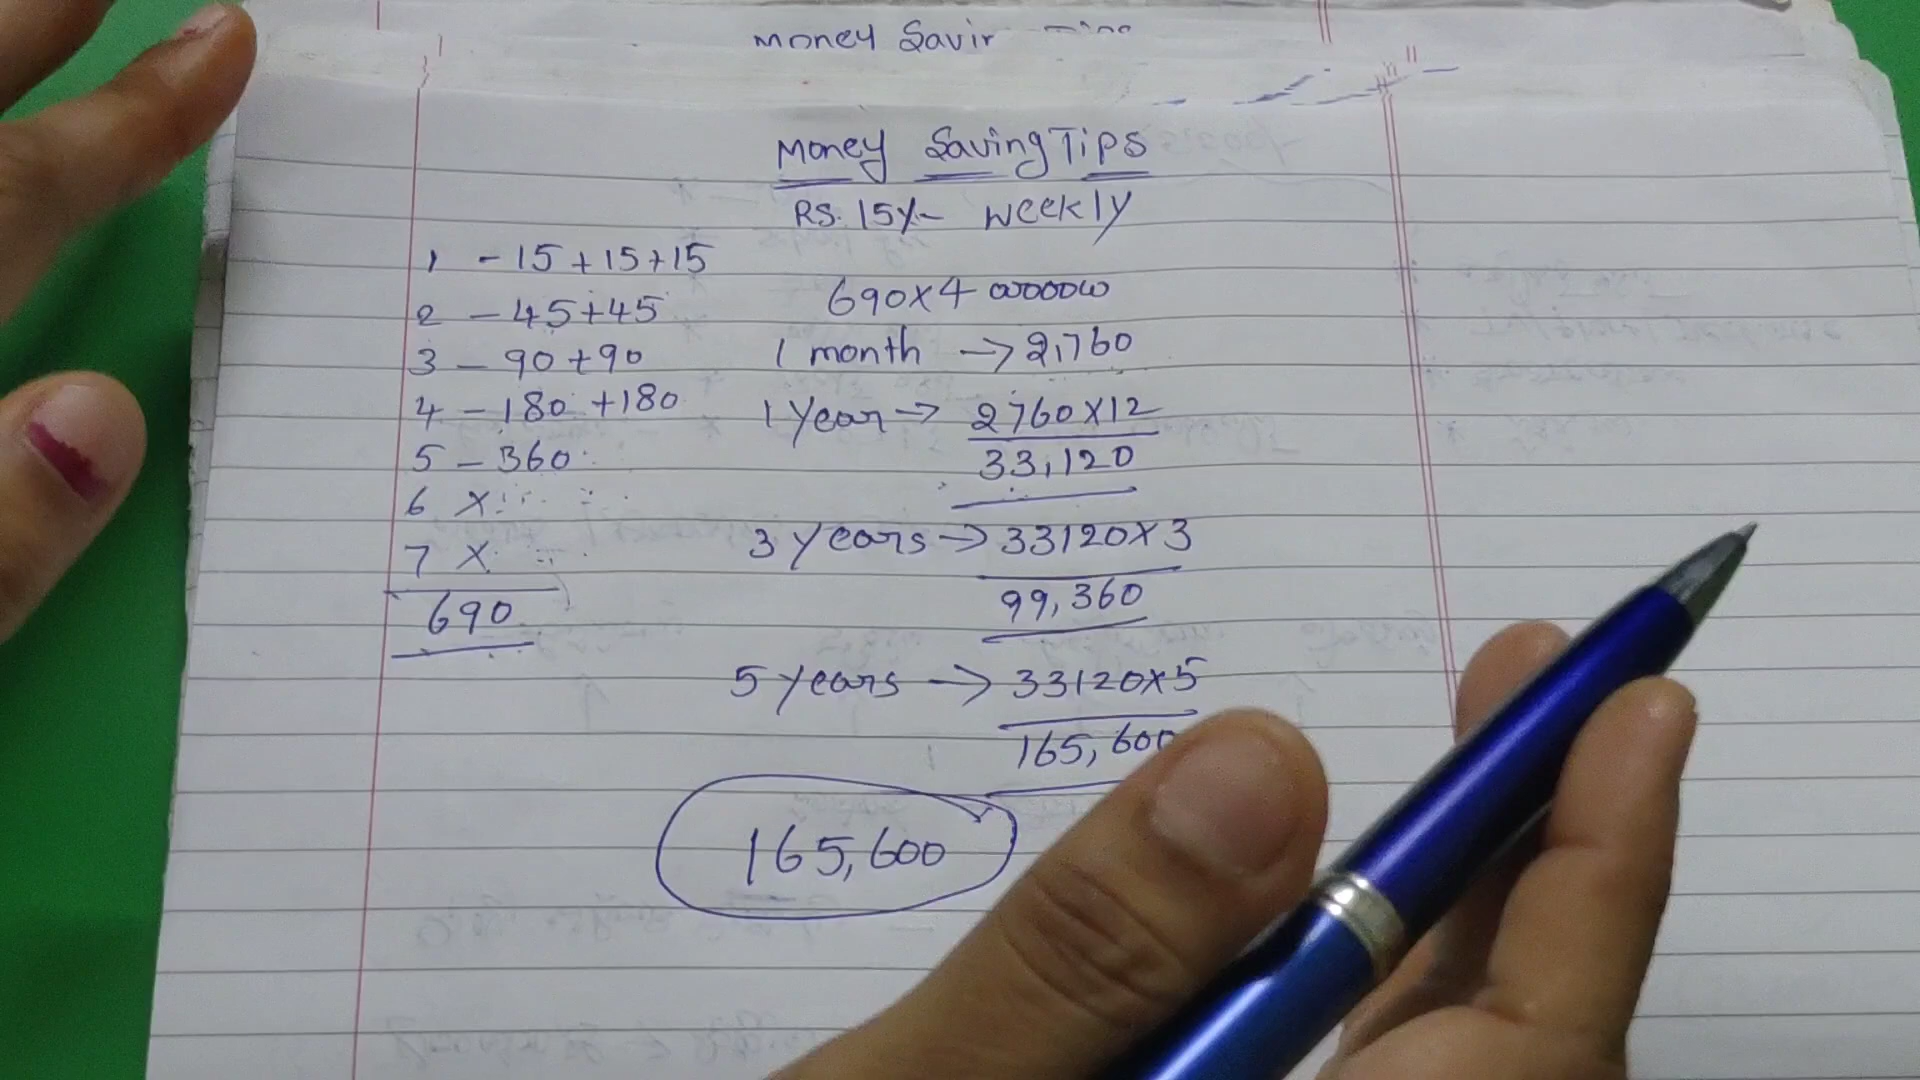 Money Savin
Money Saving Tips
RS. 15/- Weekly
1 - 15+15+15
2 - 45+45
3 - 90+90
4 - 180+180
5 - 360
6 X
7 X
690
690x4
1 month -> 2,760
1 Year -> 2760X12
33,120
3 Years -> 33120x3
99,360
5 Years -> 33120x5
165,600
165,600